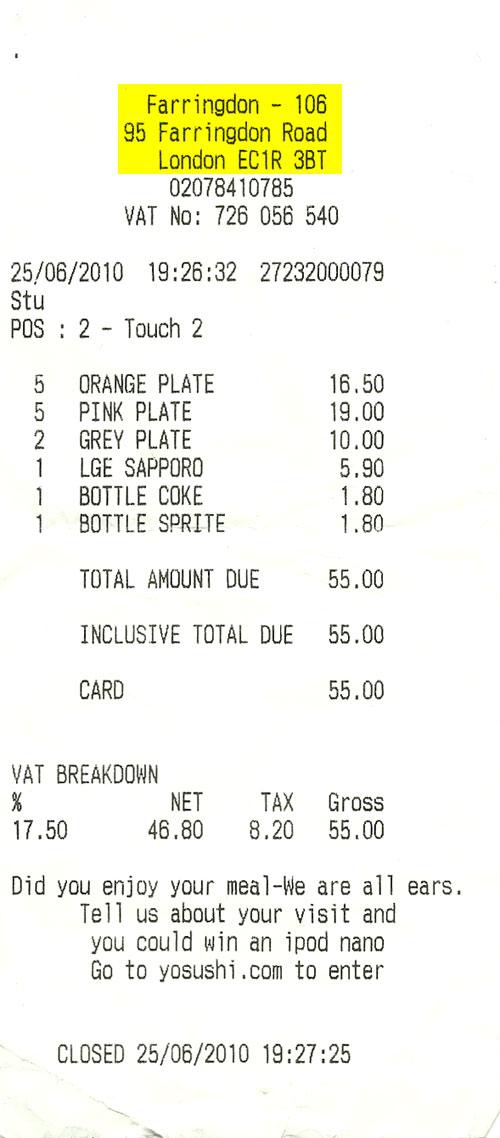 Farringdon - 106
95 Farringdon Road
London EC1R 3BT
02078410785
VAT No: 726 056 540
25/06/2010 19:26:32 27232000079
Stu
POS : 2 - Touch 2
5 ORANGE PLATE 16.50
5 PINK PLATE 19.00
2 GREY PLATE 10.00
1 LGE SAPPORO 5.90
1 BOTTLE COKE 1.80
1 BOTTLE SPRITE 1.80
TOTAL AMOUNT DUE 55.00
INCLUSIVE TOTAL DUE 55.00
CARD 55.00
VAT BREAKDOWN
% NET TAX Gross
17.50 46.80 8.20 55.00
Did you enjoy your meal-We are all ears.
Tell us about your visit and
you could win an ipod nano
Go to yosushi.com to enter
CLOSED 25/06/2010 19:27:25